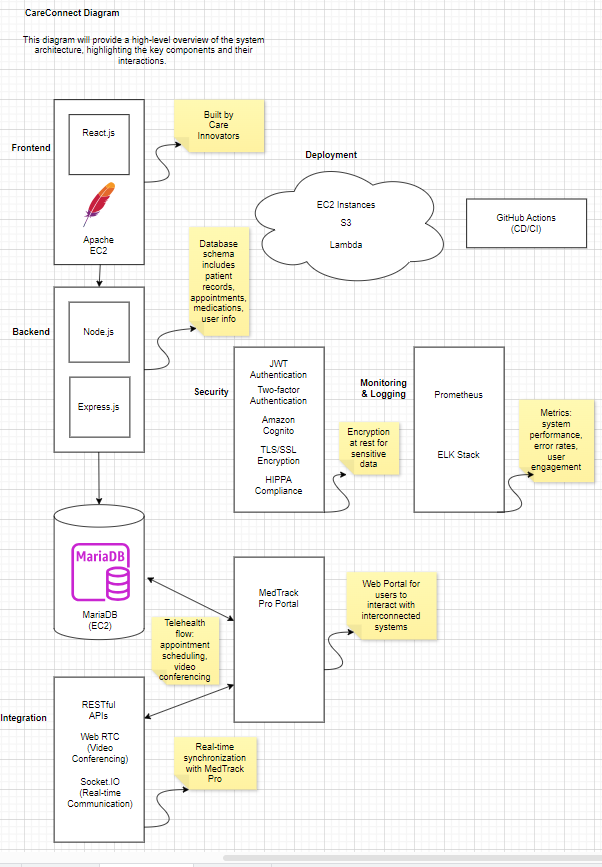 CareConnect Diagram
This diagram will provide a high-level overview of the system
architecture, highlighting the key components and their
interactions.
Frontend
React.js
Apache
EC2
Built by
Care
Innovators
Deployment
EC2 Instances
S3
Lambda
GitHub Actions
(CD/CI)
Backend
Node.js
Express.js
Database
schema
includes
patient
records,
appointments,
medications,
user info
Security
JWT
Authentication
Two-factor
Authentication
Amazon
Cognito
TLS/SSL
Encryption
HIPPA
Compliance
Encryption
at rest for
sensitive
data
Monitoring
& Logging
Prometheus
ELK Stack
Metrics:
system
performance,
error rates,
user
engagement
MariaDB
MariaDB
(EC2)
MedTrack
Pro Portal
Web Portal for
users to
interact with
interconnected
systems
Telehealth
flow:
appointment
scheduling,
video
conferencing
Integration
RESTful
APIs
Web RTC
(Video
Conferencing)
Socket.IO
(Real-time
Communication)
Real-time
synchronization
with MedTrack
Pro